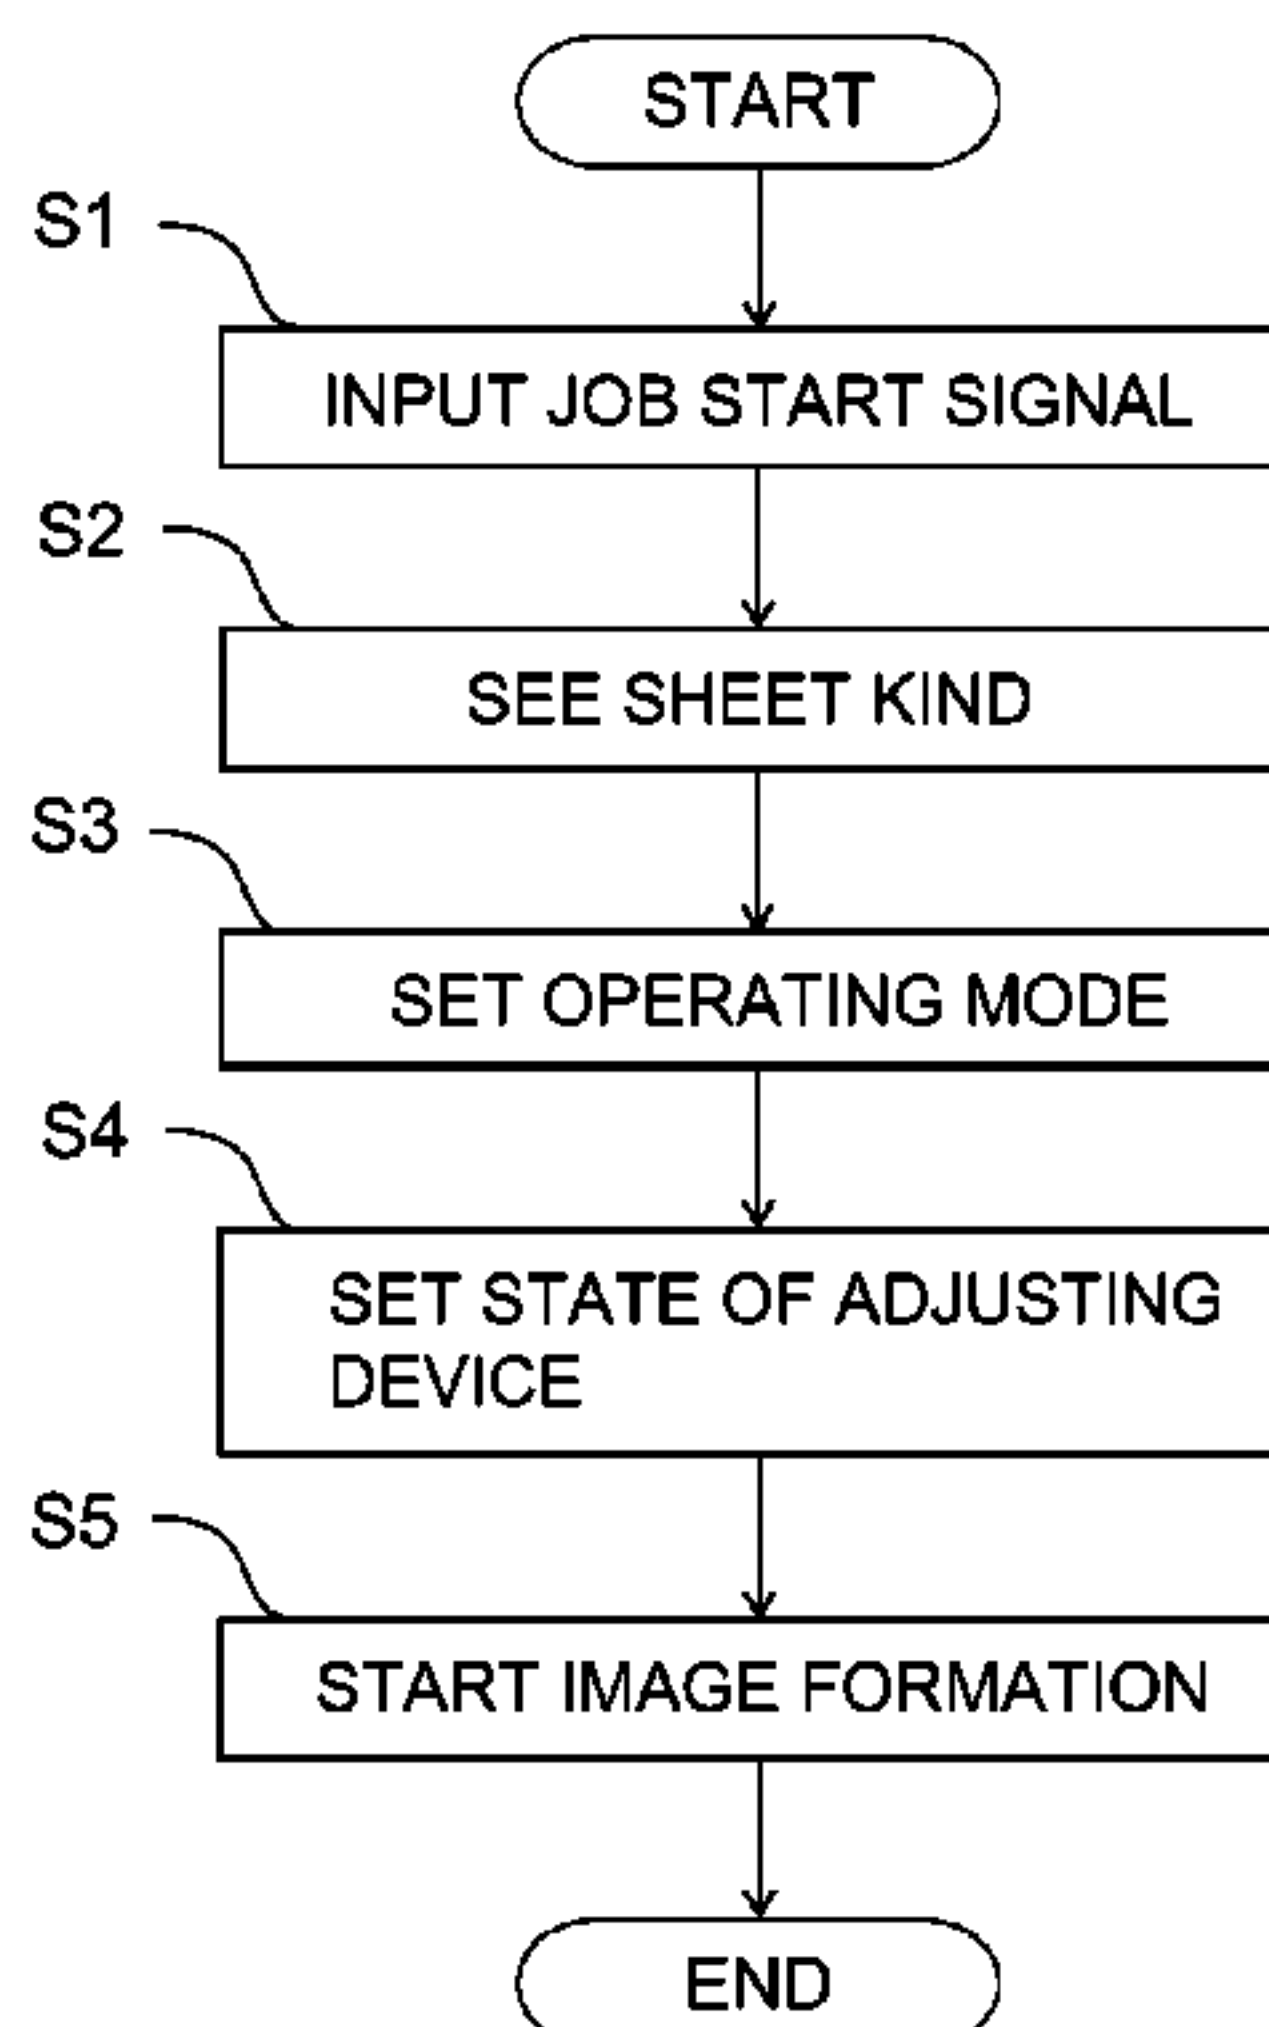 START
S1
INPUT JOB START SIGNAL
S2
SEE SHEET KIND
S3
SET OPERATING MODE
S4
SET STATE OF ADJUSTING
DEVICE
S5
START IMAGE FORMATION
END